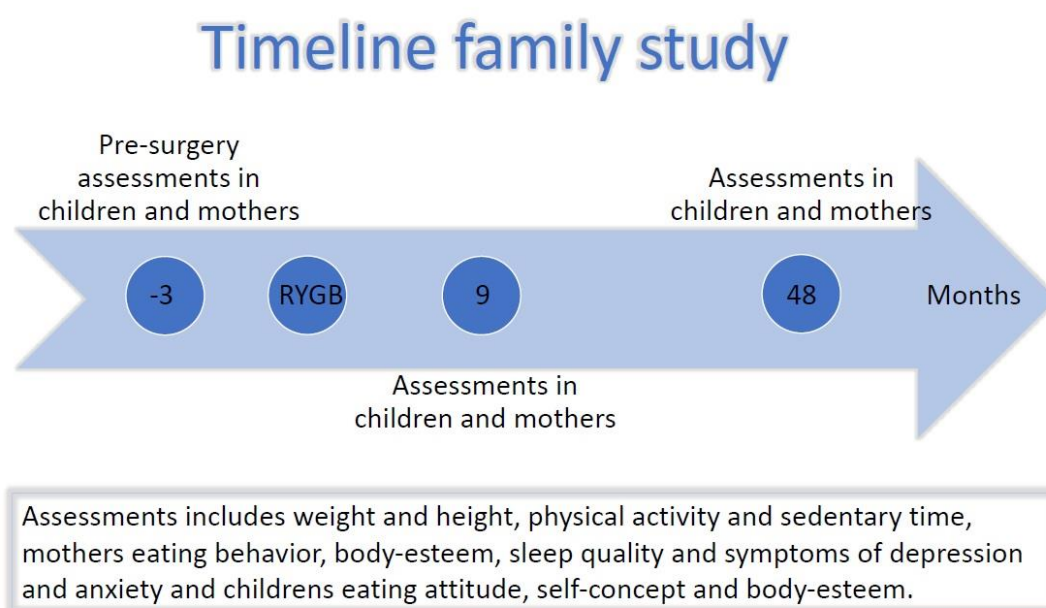 Timeline family study
Pre-surgery
assessments in
children and mothers
Assessments in
children and mothers
-3
RYGB
9
48
Months
Assessments in
children and mothers
Assessments includes weight and height, physical activity and sedentary time,
mothers eating behavior, body-esteem, sleep quality and symptoms of depression
and anxiety and childrens eating attitude, self-concept and body-esteem.